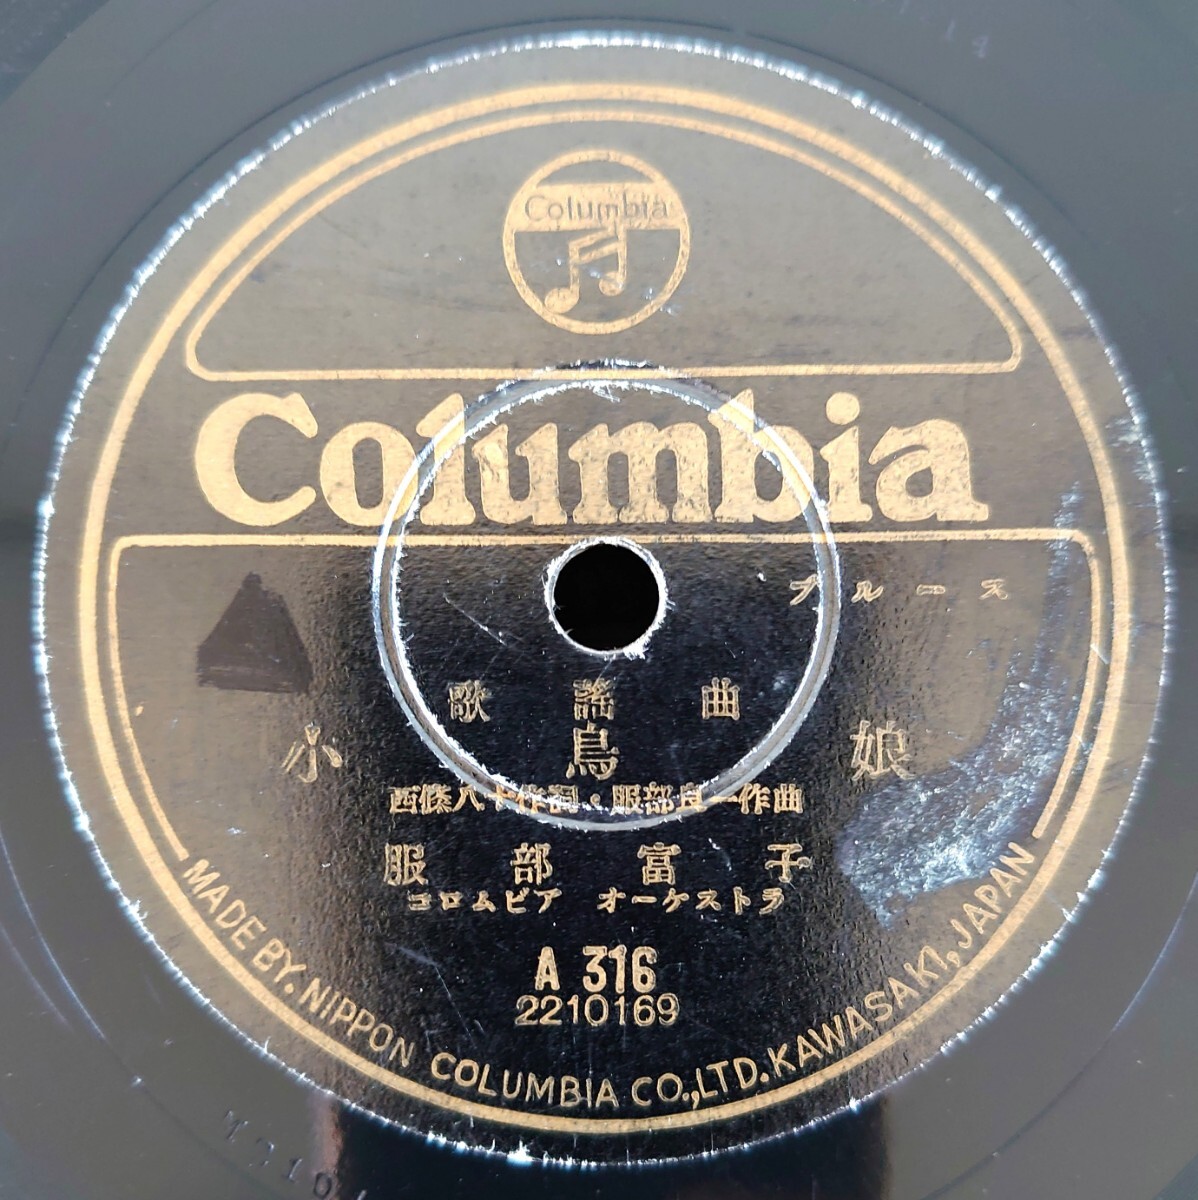 Columbia
Columbia
ブルース
歌謡曲
小鳥娘
西條八十作詞・服部良一作曲
服部富子
コロムビア オーケストラ
A 316
2210169
MADE BY. NIPPON COLUMBIA CO., LTD. KAWASAKI, JAPAN